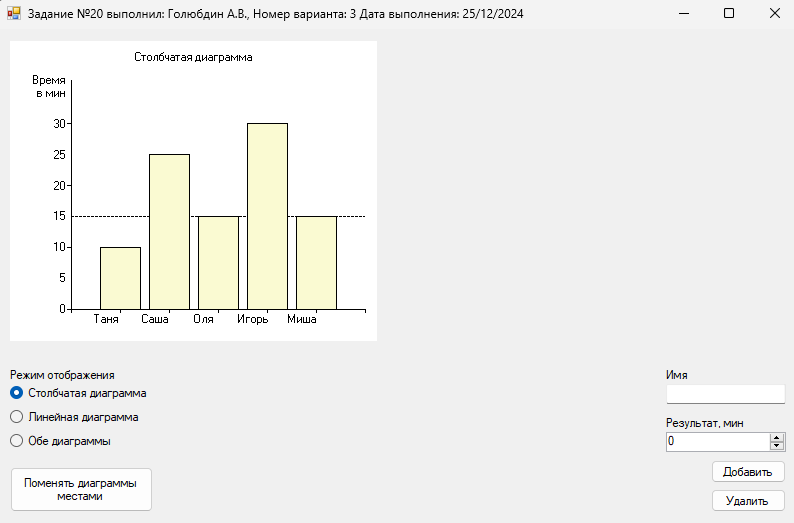 Задание №20 выполнил: Голюбдин А.В., Номер варианта: 3 Дата выполнения: 25/12/2024
Столбчатая диаграмма
Время
в мин
30
25
20
15
10
5
0
Таня Саша Оля Игорь Миша
Режим отображения
Столбчатая диаграмма
Линейная диаграмма
Обе диаграммы
Поменять диаграммы
местами
Имя
Результат, мин
0
Добавить
Удалить